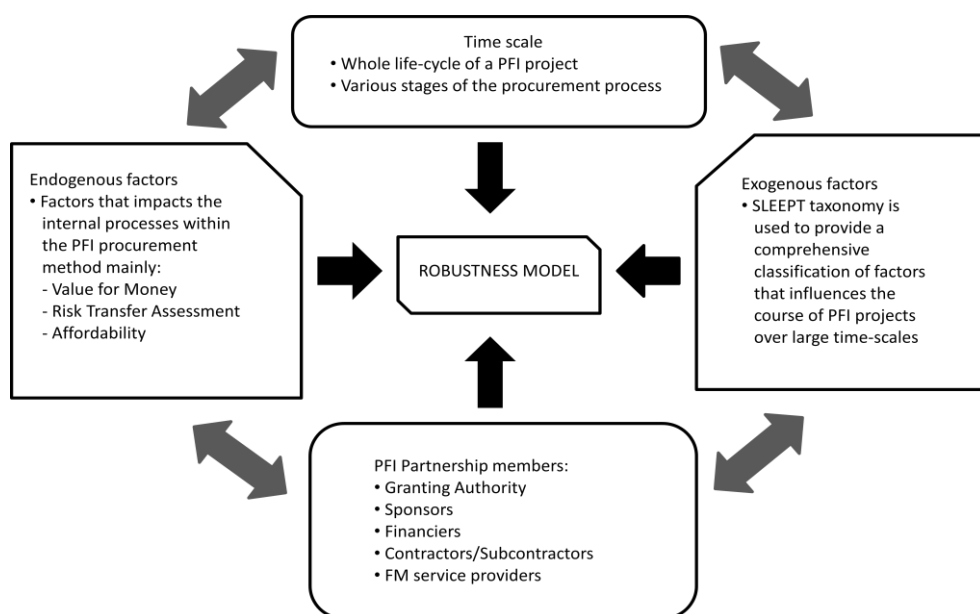 Time scale
• Whole life-cycle of a PFI project
• Various stages of the procurement process
Endogenous factors
• Factors that impacts the
internal processes within
the PFI procurement
method mainly:
- Value for Money
- Risk Transfer Assessment
- Affordability
ROBUSTNESS MODEL
Exogenous factors
• SLEEPT taxonomy is
used to provide a
comprehensive
classification of factors
that influences the
course of PFI projects
over large time-scales
PFI Partnership members:
• Granting Authority
• Sponsors
• Financiers
• Contractors/Subcontractors
• FM service providers